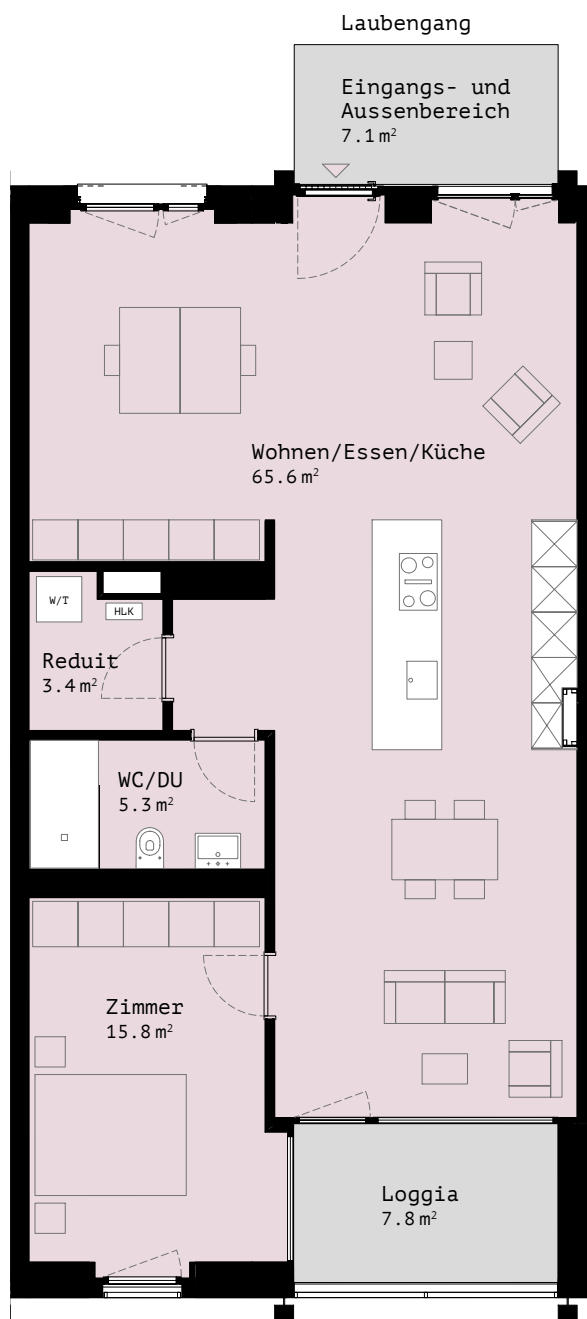 Laubengang
Eingangs- und
Aussenbereich
7.1 m²
Wohnen/Essen/Küche
65.6 m²
W/T
HLK
Reduit
3.4 m²
WC/DU
5.3 m²
Zimmer
15.8 m²
Loggia
7.8 m²